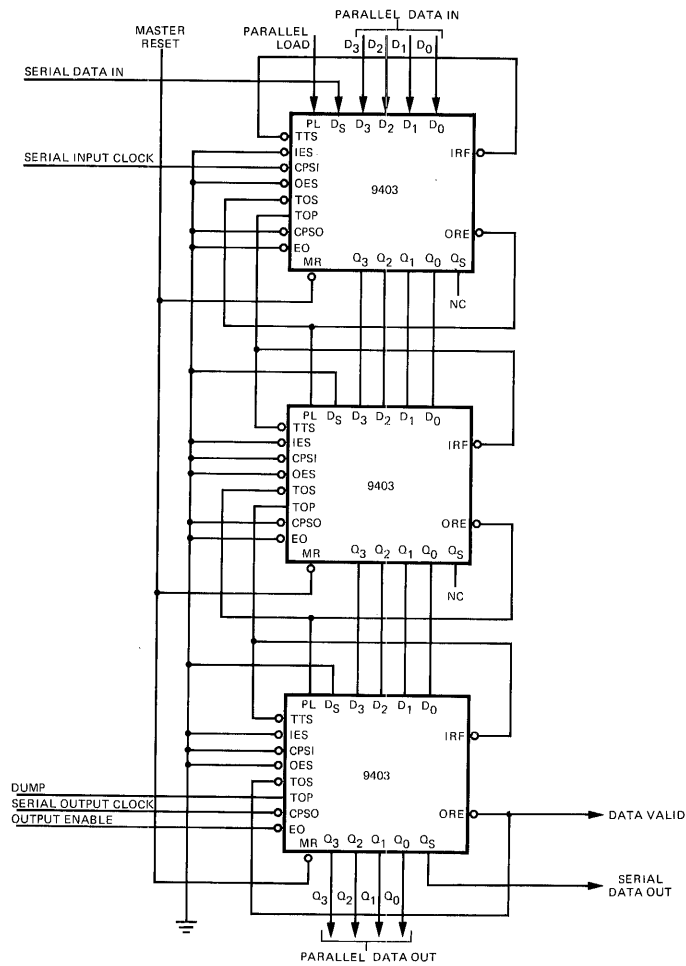 PARALLEL DATA IN
MASTER RESET
PARALLEL LOAD
D3 D2 D1 D0
SERIAL DATA IN
PL DS D3 D2 D1 D0
TTS
IES
IRF
SERIAL INPUT CLOCK
CPSI
OES
9403
TOS
TOP
CPSO
ORE
EO
MR
Q3 Q2 Q1 Q0 QS
NC
PL DS D3 D2 D1 D0
TTS
IES
IRF
CPSI
OES
9403
TOS
TOP
CPSO
ORE
EO
MR
Q3 Q2 Q1 Q0 QS
NC
PL DS D3 D2 D1 D0
TTS
IES
IRF
CPSI
OES
9403
TOS
DUMP
TOP
SERIAL OUTPUT CLOCK
CPSO
ORE
DATA VALID
OUTPUT ENABLE
EO
MR
Q3 Q2 Q1 Q0 QS
SERIAL DATA OUT
Q3 Q2 Q1 Q0
PARALLEL DATA OUT